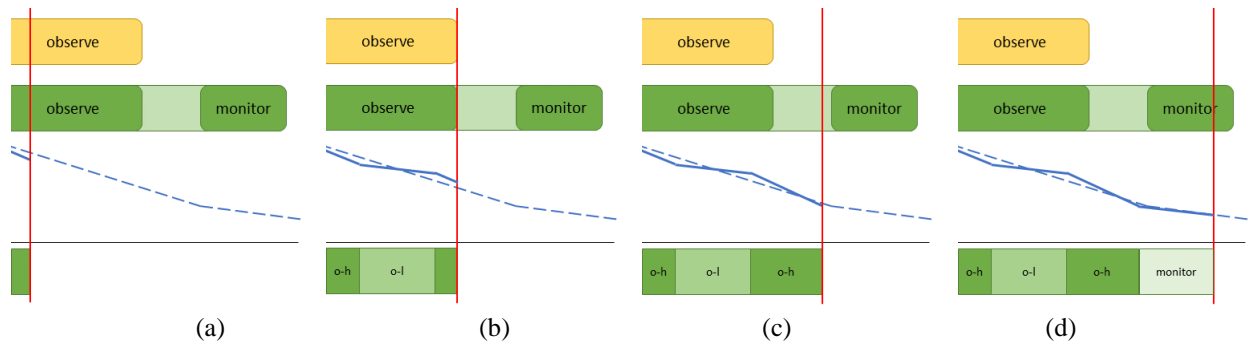 observe
observe
observe
observe
observe monitor
observe monitor
observe monitor
observe monitor
o-h o-l
o-h o-l o-h
o-h o-l o-h monitor
(a) (b) (c) (d)